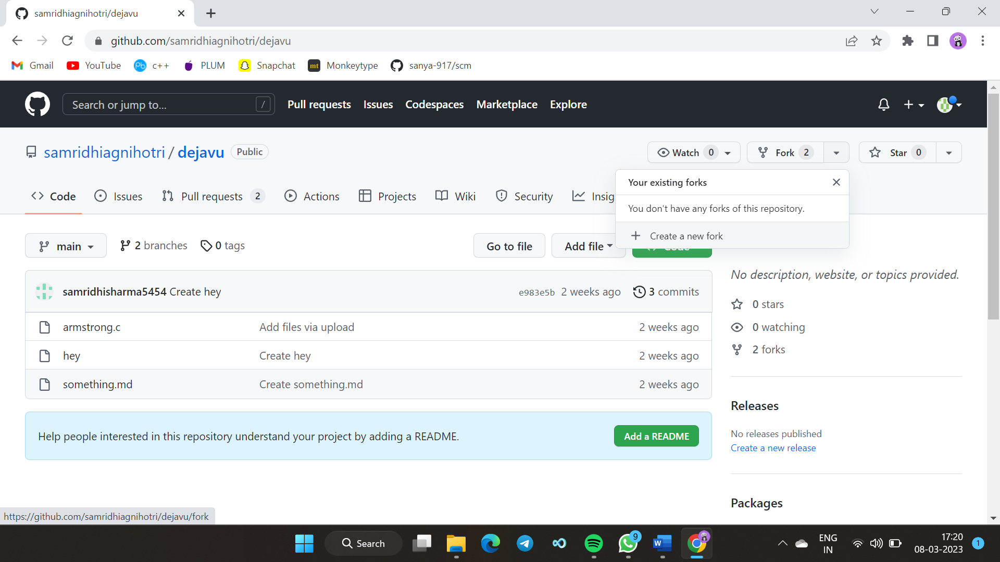 samridhiagnihotri/dejavu
github.com/samridhiagnihotri/dejavu
Gmail YouTube Pb c++ PLUM Snapchat mt Monkeytype sanya-917/scm
Search or jump to... / Pull requests Issues Codespaces Marketplace Explore
samridhiagnihotri / dejavu Public Watch 0 Fork 2 Star 0
Your existing forks
Code Issues Pull requests 2 Actions Projects Wiki Security Insig
You don't have any forks of this repository.
Create a new fork
main 2 branches 0 tags Go to file Add file Code
No description, website, or topics provided.
samridhisharma5454 Create hey e983e5b 2 weeks ago 3 commits
0 stars
armstrong.c Add files via upload 2 weeks ago
0 watching
hey Create hey 2 weeks ago
2 forks
something.md Create something.md 2 weeks ago
Releases
Help people interested in this repository understand your project by adding a README. Add a README
No releases published
Create a new release
Packages
https://github.com/samridhiagnihotri/dejavu/fork
Search 9 W ENG IN 17:20 1
08-03-2023